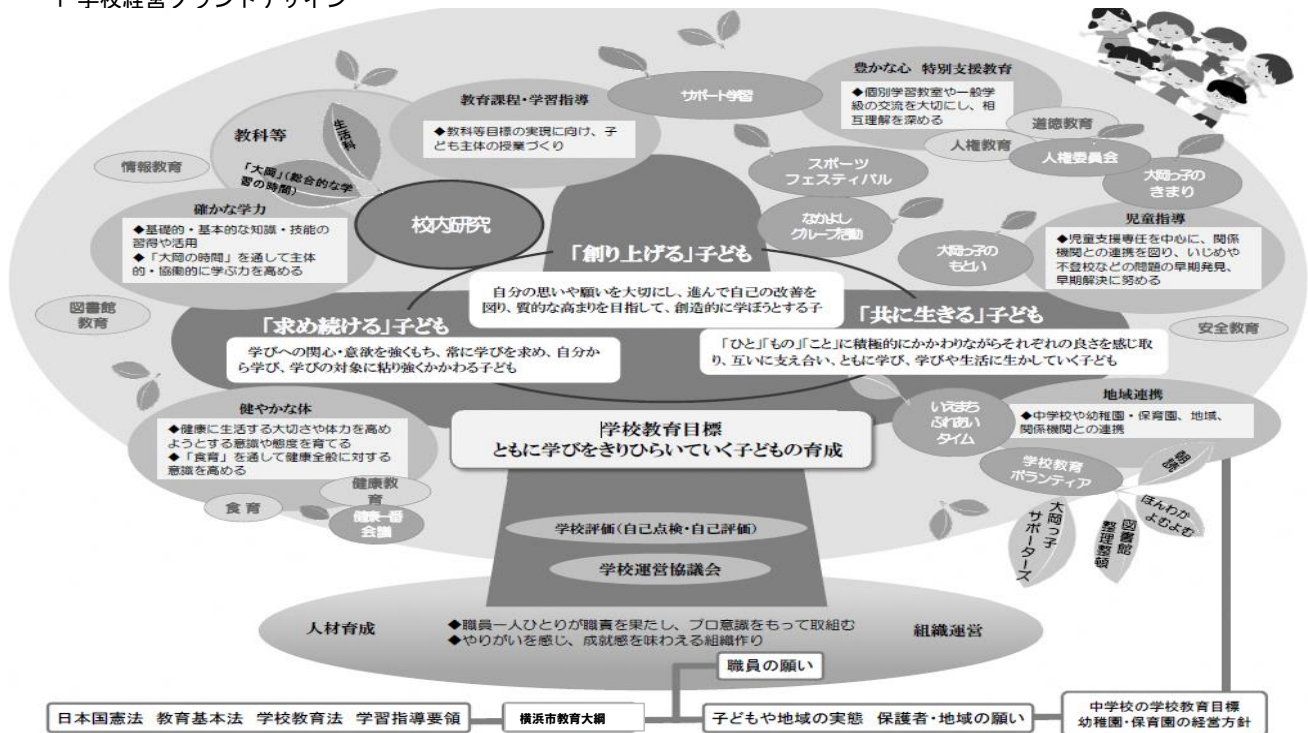 1 学校経営グランドデザイン
豊かな心 特別支援教育
◆個別学習教室や一般学
級の交流を大切にし、相
互理解を深める
サポート学習
教育課程・学習指導
◆教科等目標の実現に向け、子
ども主体の授業づくり
教科等
生活科
「大岡」(総合的な学
習の時間)
情報教育
道徳教育
人権教育
人権委員会
大岡っ子の
きまり
スポーツ
フェスティバル
確かな学力
◆基礎的・基本的な知識・技能の
習得や活用
◆「大岡の時間」を通して主体
的・協働的に学ぶ力を高める
校内研究
なかよし
グループ活動
大岡っ子の
もとい
児童指導
◆児童支援専任を中心に、関係
機関との連携を図り、いじめや
不登校などの問題の早期発見、
早期解決に努める
「創り上げる」子ども
自分の思いや願いを大切にし、進んで自己の改善を
図り、質的な高まりを目指して、創造的に学ぼうとする子
図書館
教育
安全教育
「求め続ける」子ども
学びへの関心・意欲を強くもち、常に学びを求め、自分か
ら学び、学びの対象に粘り強くかかわる子ども
「共に生きる」子ども
「ひと」「もの」「こと」に積極的にかかわりながらそれぞれの良さを感じ取
り、互いに支え合い、ともに学び、学びや生活に生かしていく子ども
健やかな体
◆健康に生活する大切さや体力を高め
ようとする意識や態度を育てる
◆「食育」を通して健康全般に対する
意識を高める
健康教
育
食育
健康一番
会議
学校教育目標
ともに学びをきりひらいていく子どもの育成
いえまち
ふれあい
タイム
地域連携
◆中学校や幼稚園・保育園、地域、
関係機関との連携
学校教育
ボランティア
朝読
ほんわか
よむよむ
図書館
整理整頓
大岡っ子
サポーターズ
学校評価(自己点検・自己評価)
学校運営協議会
人材育成
◆職員一人ひとりが職責を果たし、プロ意識をもって取組む
◆やりがいを感じ、成就感を味わえる組織作り
組織運営
職員の願い
日本国憲法 教育基本法 学校教育法 学習指導要領
横浜市教育大綱
子どもや地域の実態 保護者・地域の願い
中学校の学校教育目標
幼稚園・保育園の経営方針